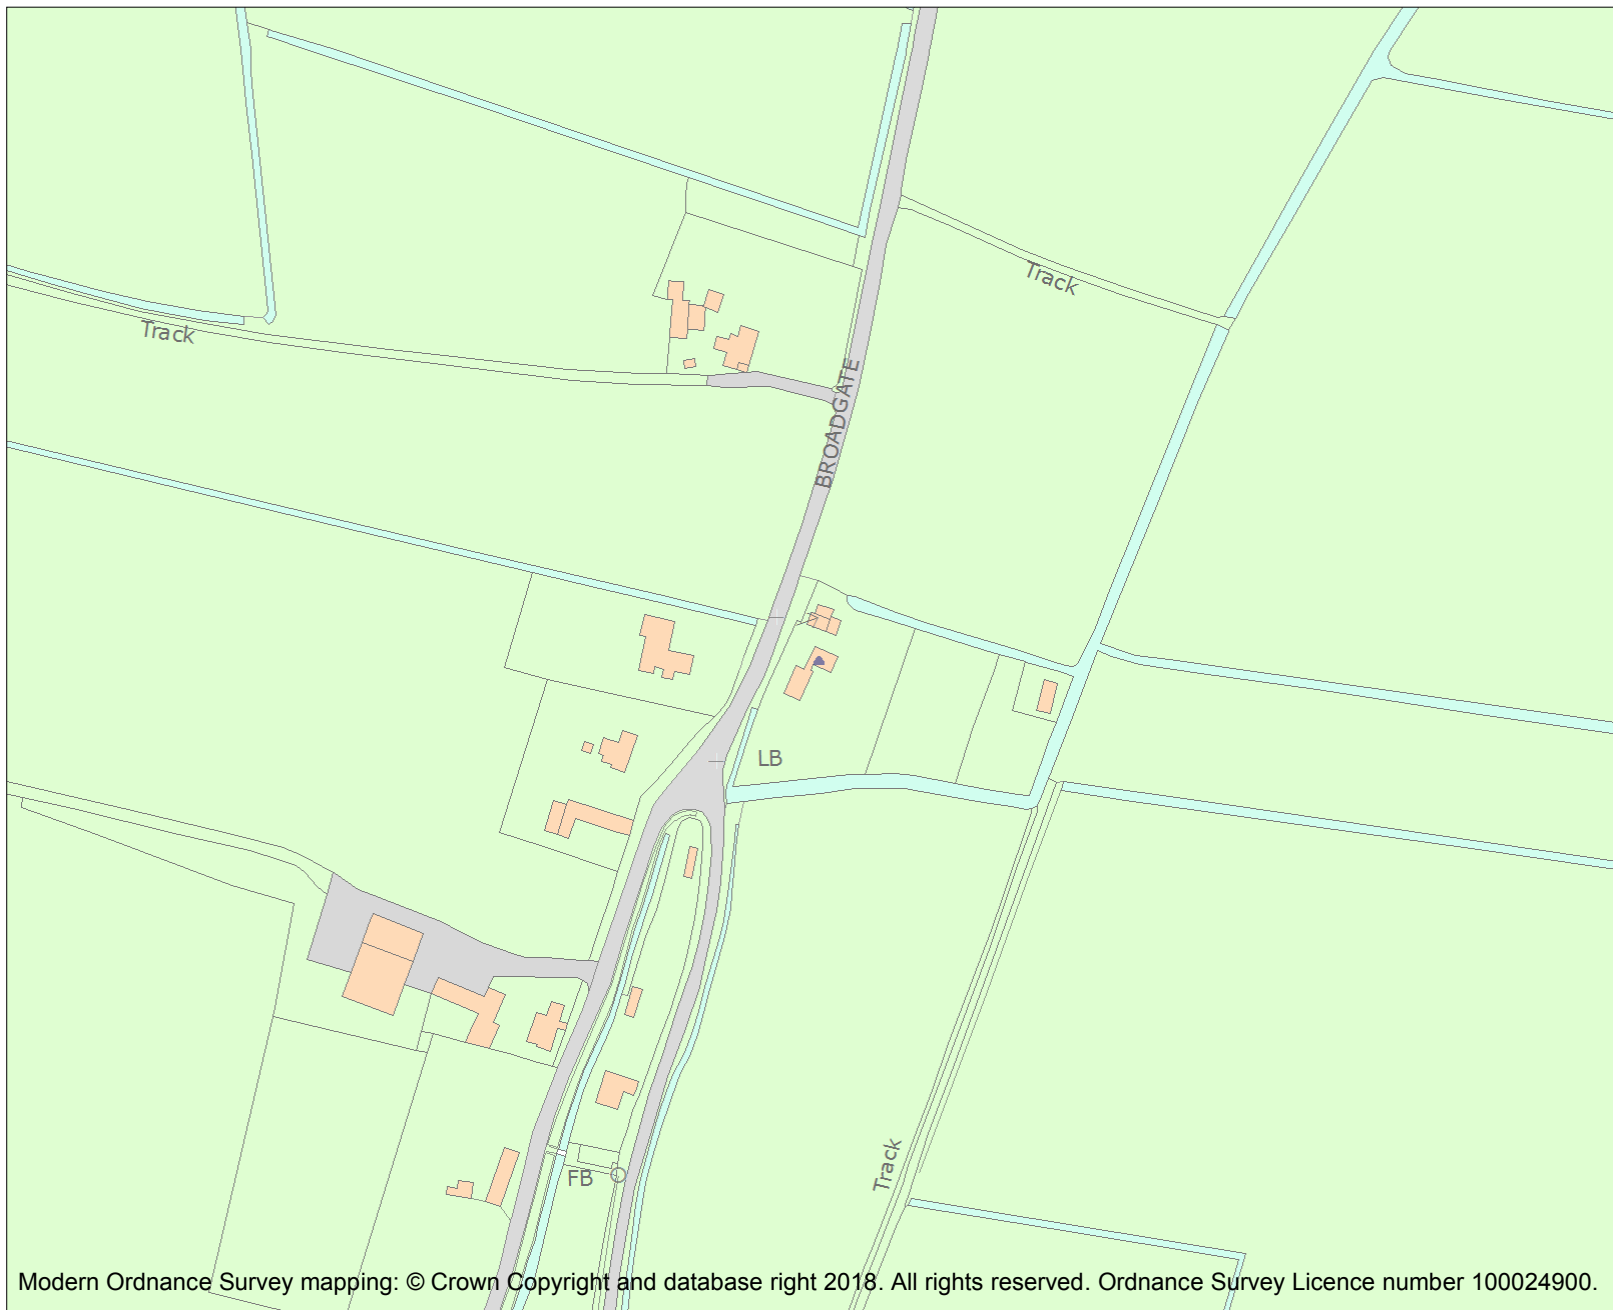 Track
Track
BROADGATE
LB
Track
FB
Modern Ordnance Survey mapping: © Crown Copyright and database right 2018. All rights reserved. Ordnance Survey Licence number 100024900.